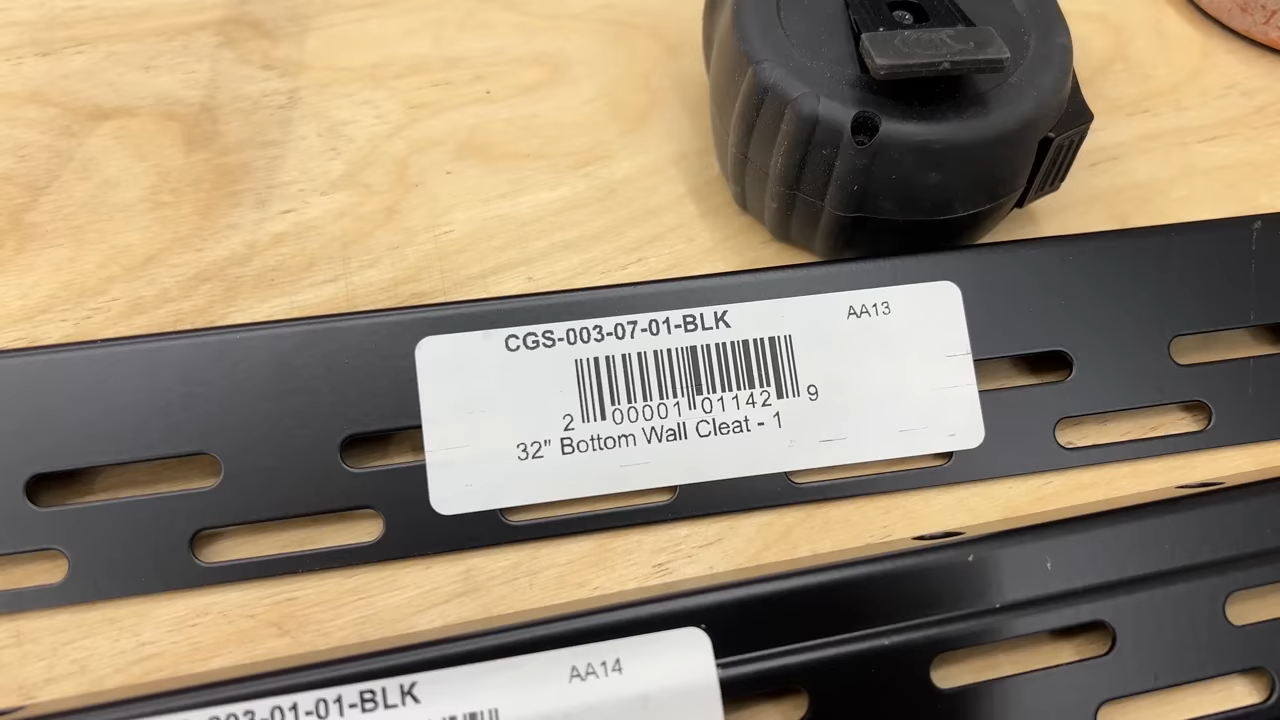 CGS-003-07-01-BLK
AA13
2 00001 01142 9
32" Bottom Wall Cleat - 1
AA14
-003-01-01-BLK